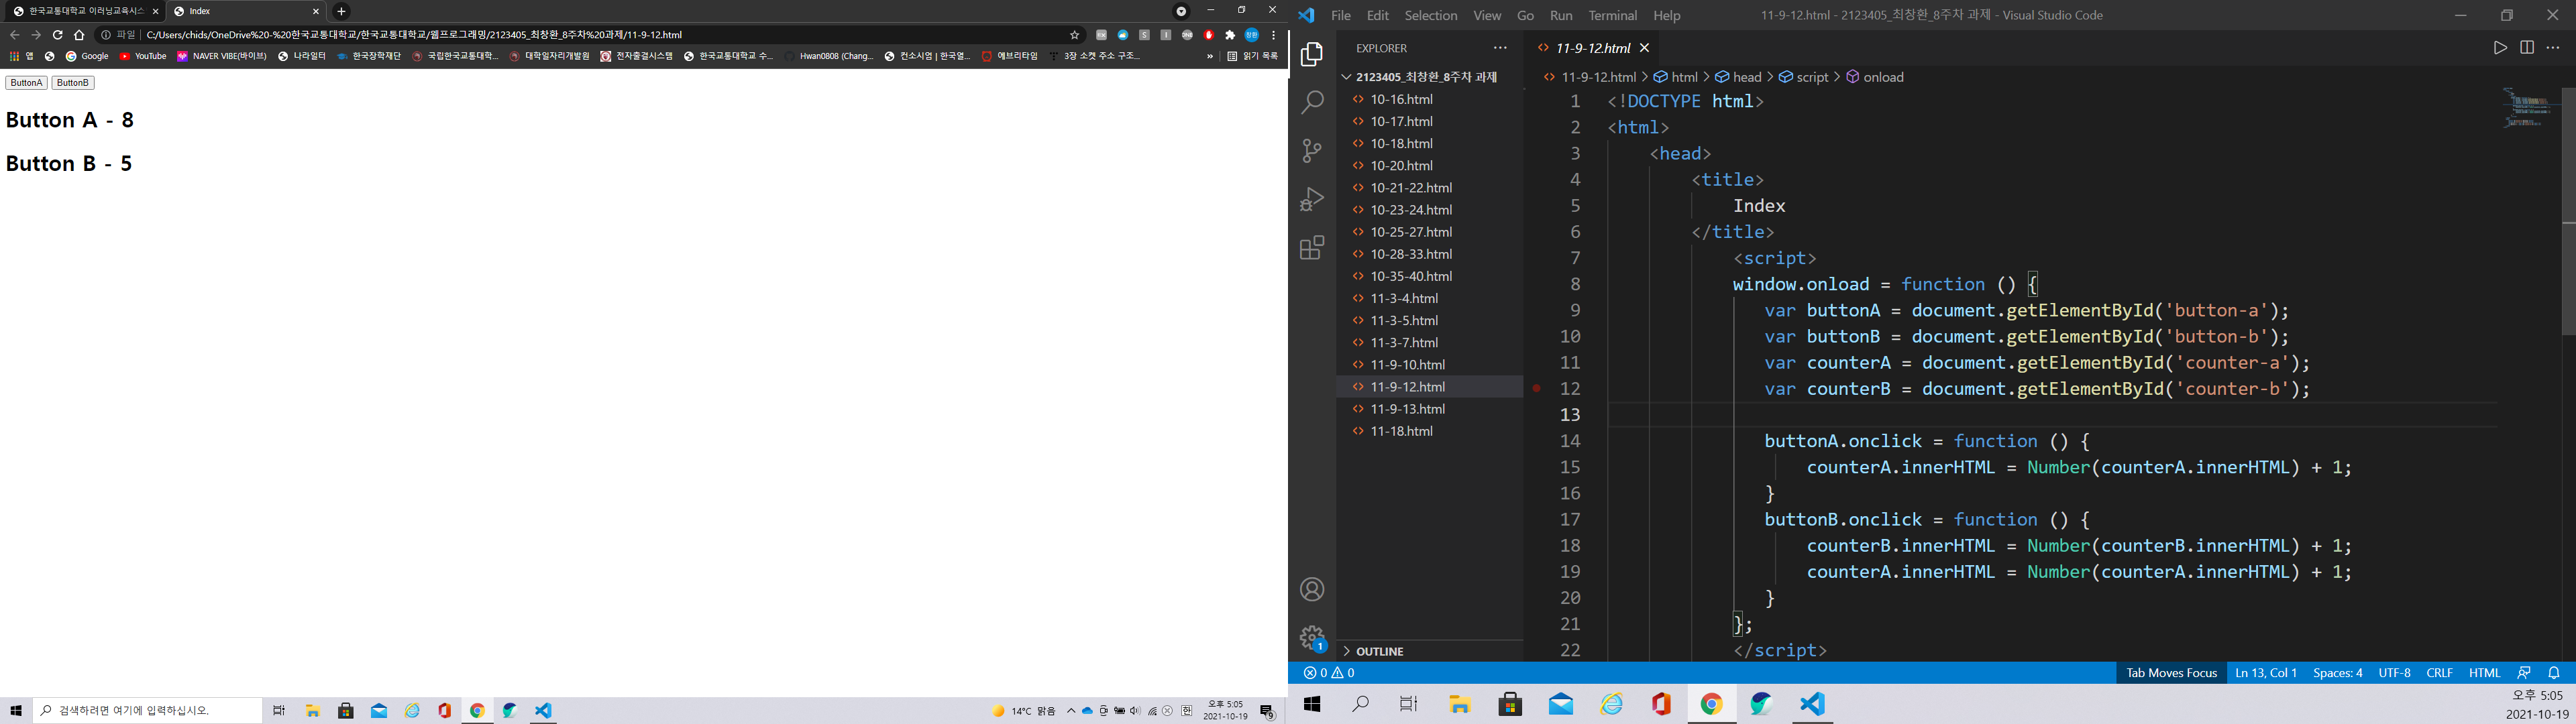 한국교통대학교 이러닝교육시스
Index
파일
C:/Users/chids/OneDrive%20-%20한국교통대학교/한국교통대학교/웹프로그래밍/2123405_최창환_8주차%20과제/11-9-12.html
앱
Google
YouTube
NAVER VIBE(바이브)
나라일터
한국장학재단
국립한국교통대학...
대학일자리개발원
전자출결시스템
한국교통대학교 수...
Hwan0808 (Chang...
컨소시엄 | 한국열...
에브리타임
3장 소켓 주소 구조...
»
읽기 목록
ButtonA ButtonB
Button A - 8
Button B - 5
검색하려면 여기에 입력하십시오.
14°C 맑음
오후 5:05
2021-10-19
File Edit Selection View Go Run Terminal Help
11-9-12.html - 2123405_최창환_8주차 과제 - Visual Studio Code
EXPLORER
2123405_최창환_8주차 과제
10-16.html
10-17.html
10-18.html
10-20.html
10-21-22.html
10-23-24.html
10-25-27.html
10-28-33.html
10-35-40.html
11-3-4.html
11-3-5.html
11-3-7.html
11-9-10.html
11-9-12.html
11-9-13.html
11-18.html
OUTLINE
11-9-12.html
11-9-12.html > html > head > script > onload
1 <!DOCTYPE html>
2 <html>
3 <head>
4 <title>
5 Index
6 </title>
7 <script>
8 window.onload = function () {
9 var buttonA = document.getElementById('button-a');
10 var buttonB = document.getElementById('button-b');
11 var counterA = document.getElementById('counter-a');
12 var counterB = document.getElementById('counter-b');
13
14 buttonA.onclick = function () {
15 counterA.innerHTML = Number(counterA.innerHTML) + 1;
16 }
17 buttonB.onclick = function () {
18 counterB.innerHTML = Number(counterB.innerHTML) + 1;
19 counterA.innerHTML = Number(counterA.innerHTML) + 1;
20 }
21 };
22 </script>
1
0 0
Tab Moves Focus Ln 13, Col 1 Spaces: 4 UTF-8 CRLF HTML
오후 5:05
2021-10-19